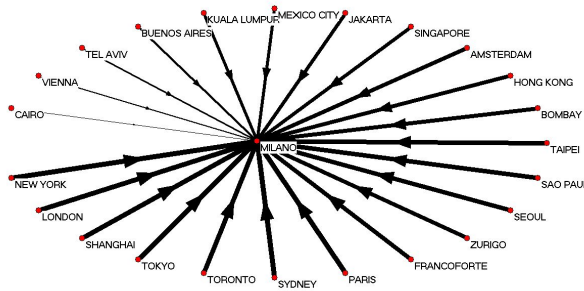 KUALA LUMPUR
MEXICO CITY
JAKARTA
BUENOS AIRES
SINGAPORE
TEL AVIV
AMSTERDAM
VIENNA
HONG KONG
CAIRO
BOMBAY
MILANO
TAIPEI
NEW YORK
SAO PAU
LONDON
SEOUL
SHANGHAI
ZURIGO
TOKYO
FRANCOFORTE
TORONTO
SYDNEY
PARIS